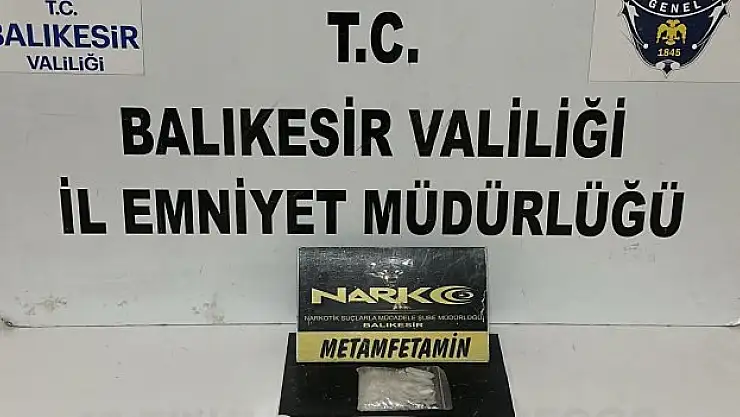 T.C.
BALIKESİR
VALİLİĞİ
GENEL
1845
T.C.
BALIKESİR VALİLİĞİ
İL EMNİYET MÜDÜRLÜĞÜ
NARKO
NARKOTİK SUÇLARLA MÜCADELE ŞUBE MÜDÜRLÜĞÜ
BALIKESİR
METAMFETAMİN